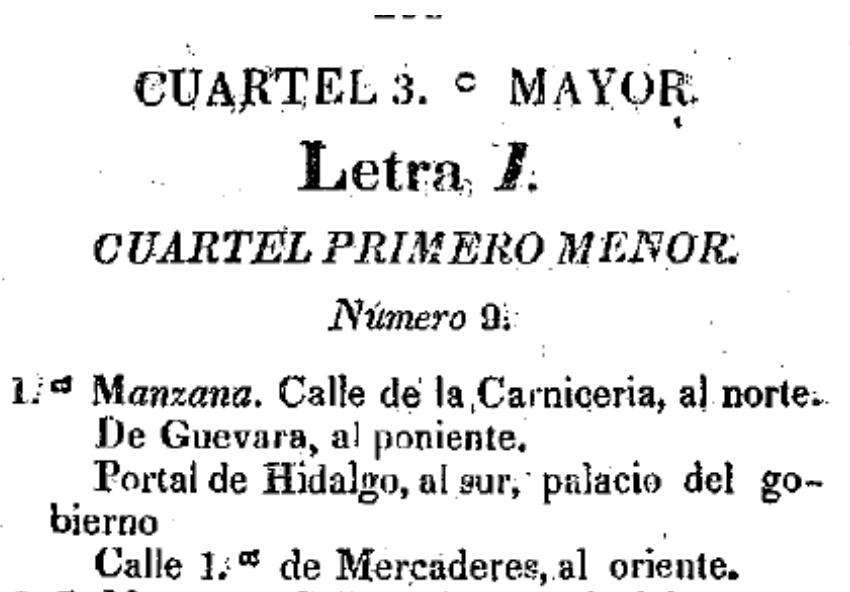 CUARTEL 3.º MAYOR.
Letra I.
CUARTEL PRIMERO MENOR.
Número 9.
1.ª Manzana. Calle de la Carniceria, al norte.
De Guevara, al poniente.
Portal de Hidalgo, al sur, palacio del go-
bierno
Calle 1.ª de Mercaderes, al oriente.